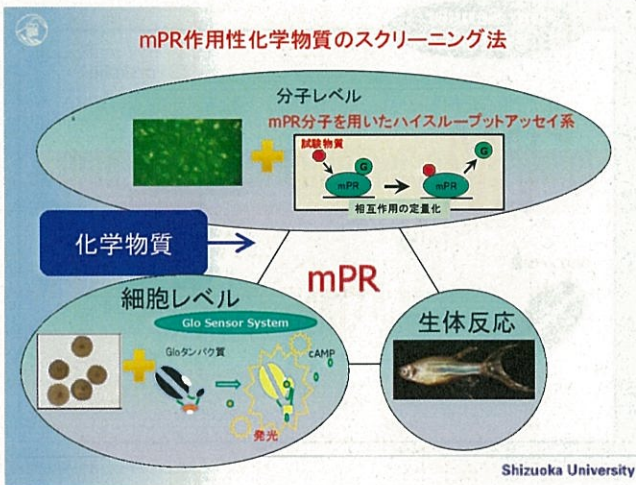 mPR作用性化学物質のスクリーニング法
分子レベル
mPR分子を用いたハイスループットアッセイ系
試験物質
G
G
mPR
mPR
相互作用の定量化
化学物質
mPR
細胞レベル
Glo Sensor System
Gloタンパク質
cAMP
発光
生体反応
Shizuoka University